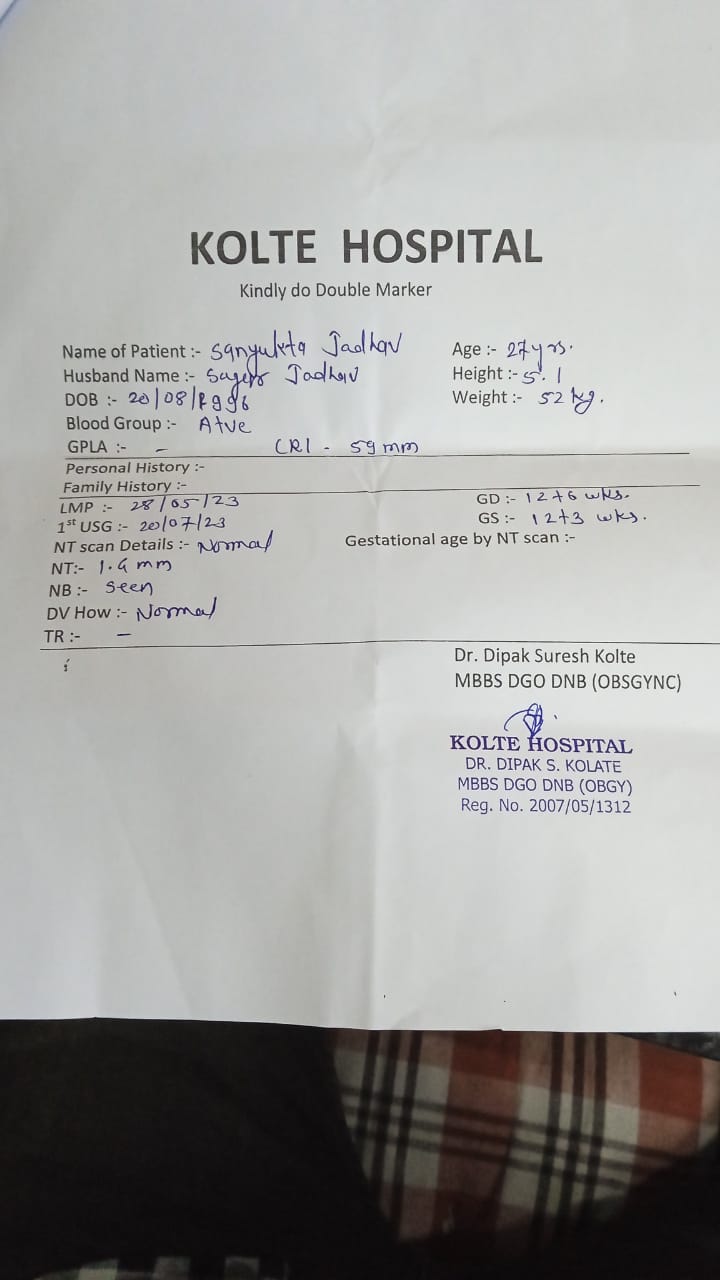 KOLTE HOSPITAL
Kindly do Double Marker
Name of Patient :- Sanyukta Jadhav Age :- 27 yrs.
Husband Name :- Jadhav Height :- 5.1
DOB :- 20/08/1996 Weight :- 52 kg.
Blood Group :- A+ve
GPLA :- - CRl - 59 mm
Personal History :-
Family History :-
LMP :- 28/05/23 GD :- 12+6 wks.
1st USG :- 20/07/23 GS :- 12+3 wks.
NT scan Details :- Normal Gestational age by NT scan :-
NT:- mm
NB :- Seen
DV How :- Normal
TR :- -
Dr. Dipak Suresh Kolte
MBBS DGO DNB (OBSGYNC)
KOLTE HOSPITAL
DR. DIPAK S. KOLATE
MBBS DGO DNB (OBGY)
Reg. No. 2007/05/1312